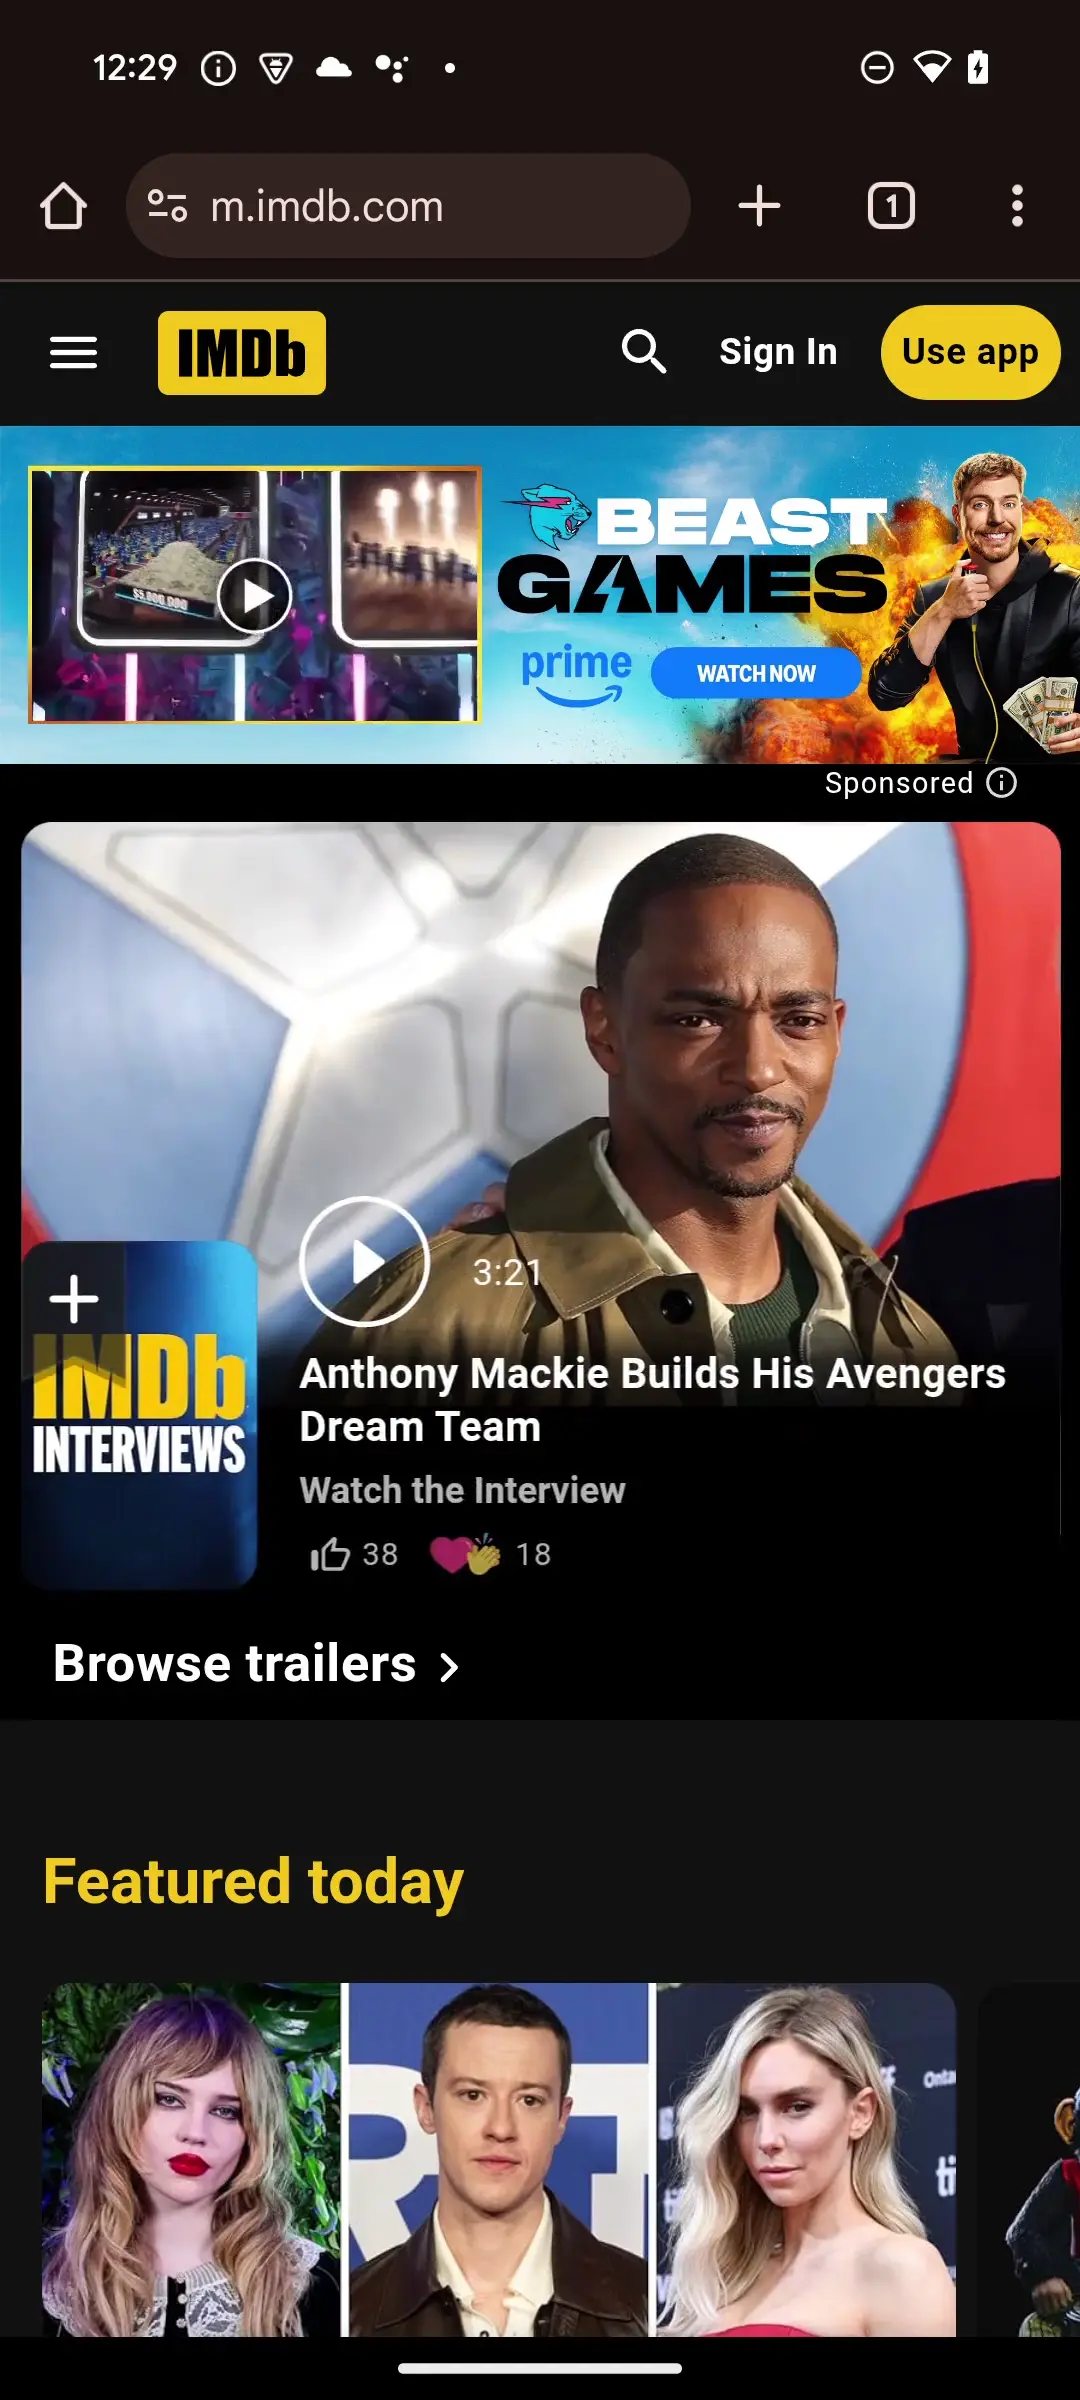 12:29
m.imdb.com
1
IMDb
Sign In
Use app
$5,000,000
BEAST
GAMES
prime
WATCH NOW
Sponsored
3:21
IMDb
INTERVIEWS
Anthony Mackie Builds His Avengers
Dream Team
Watch the Interview
38
18
Browse trailers
Featured today